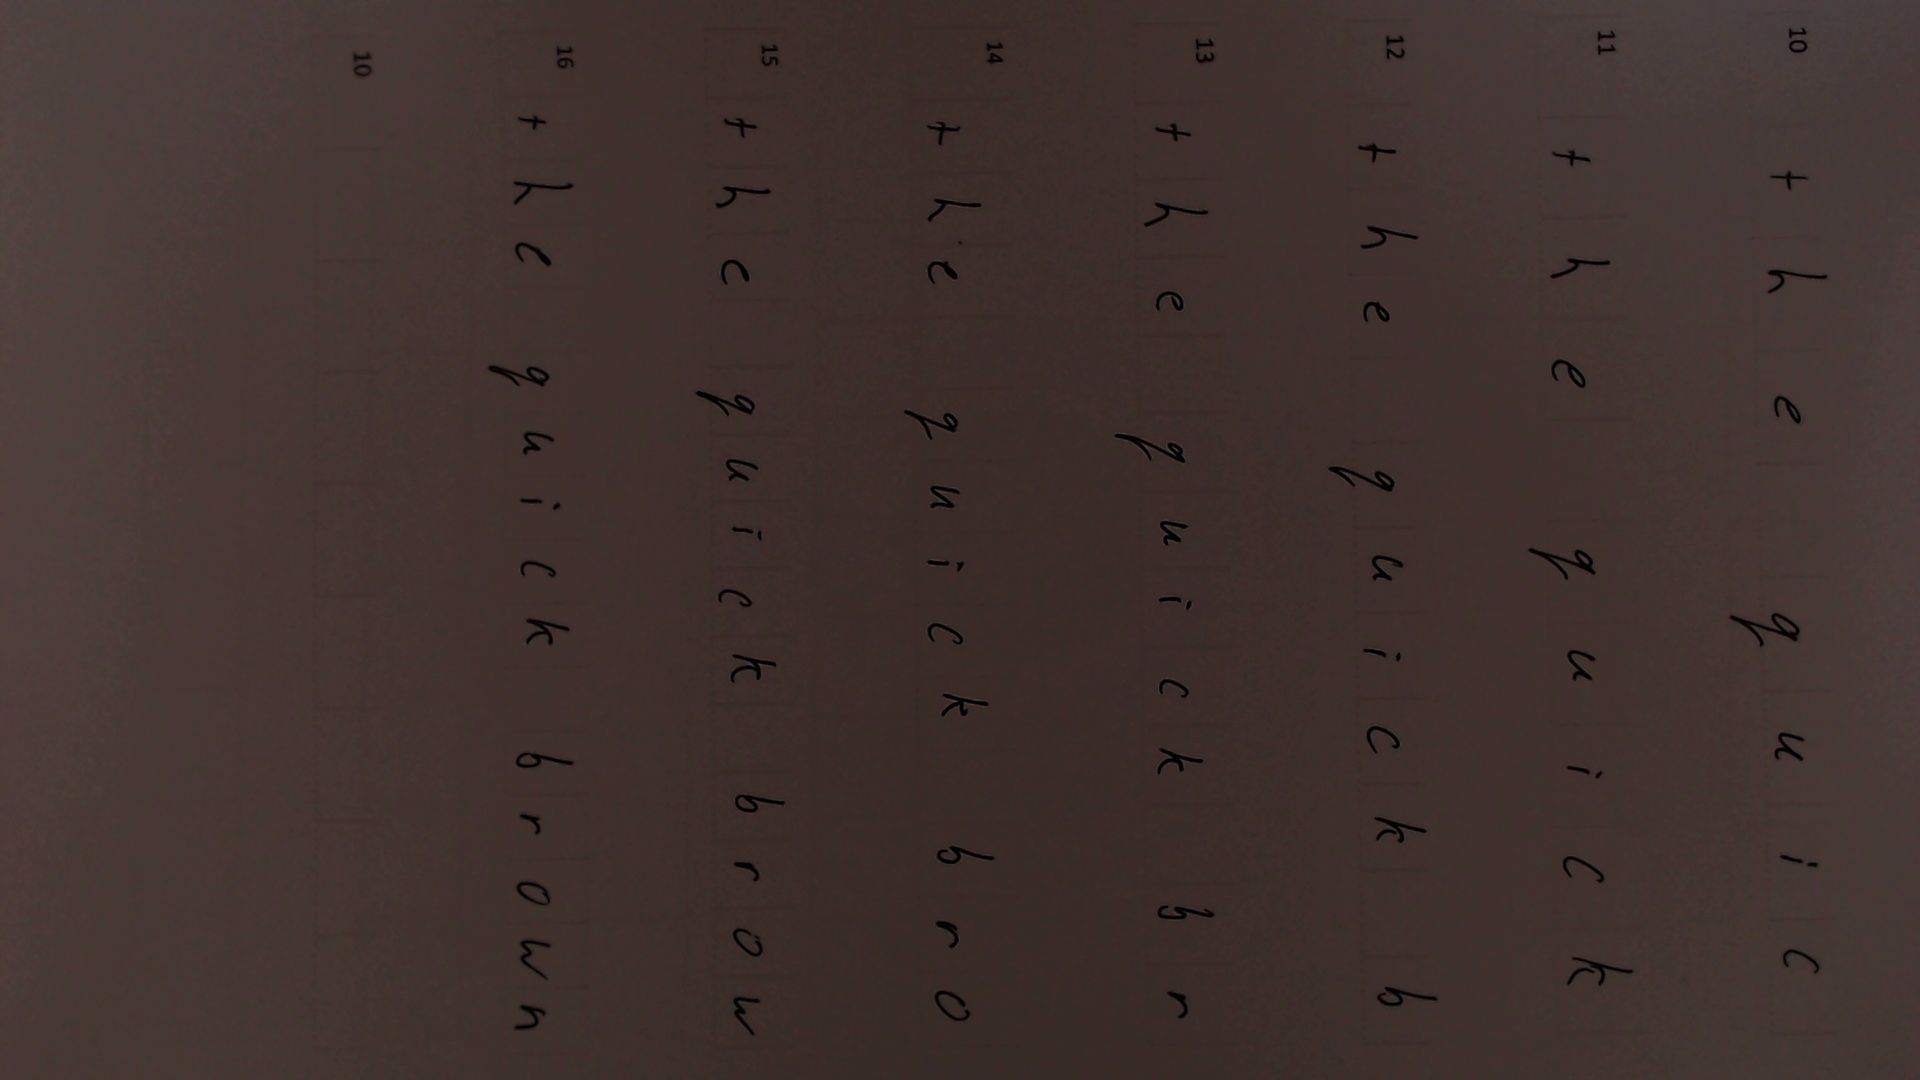 10 the quic
11 the quick
12 the quick b
13 the quick br
14 the quick bro
15 the quick brow
16 the quick brown
10